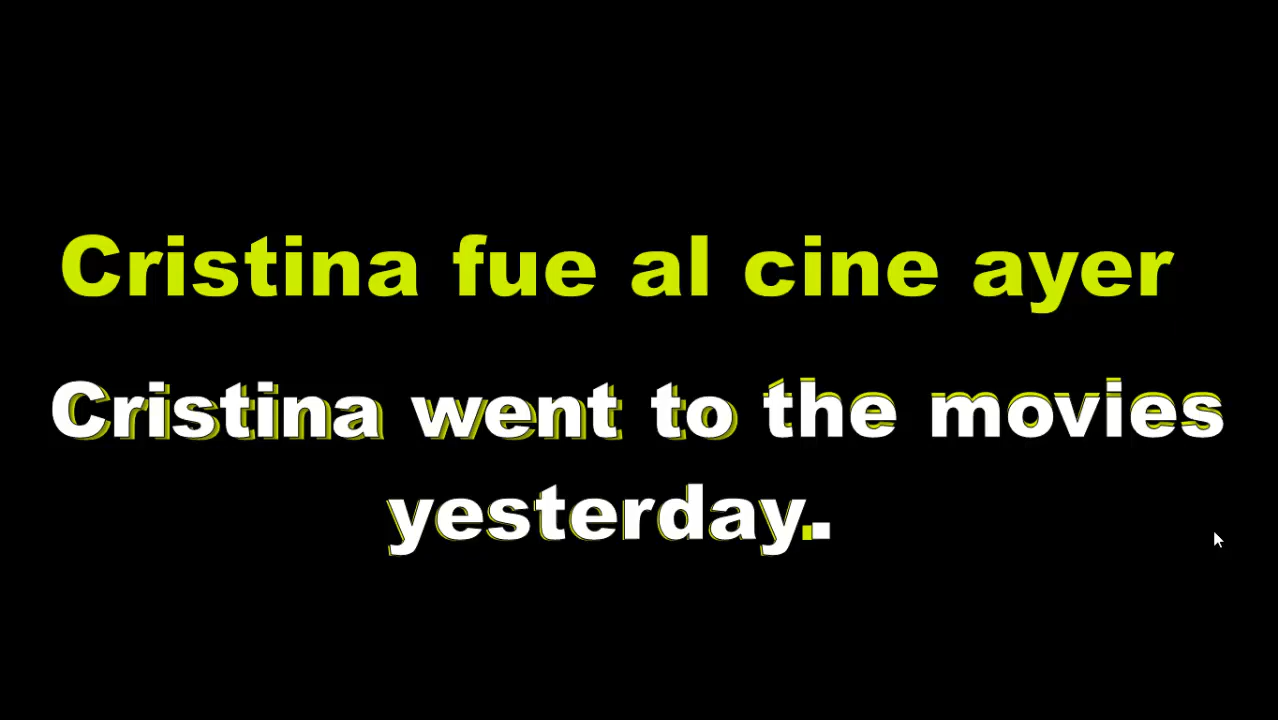 Cristina fue al cine ayer
Cristina went to the movies
yesterday.